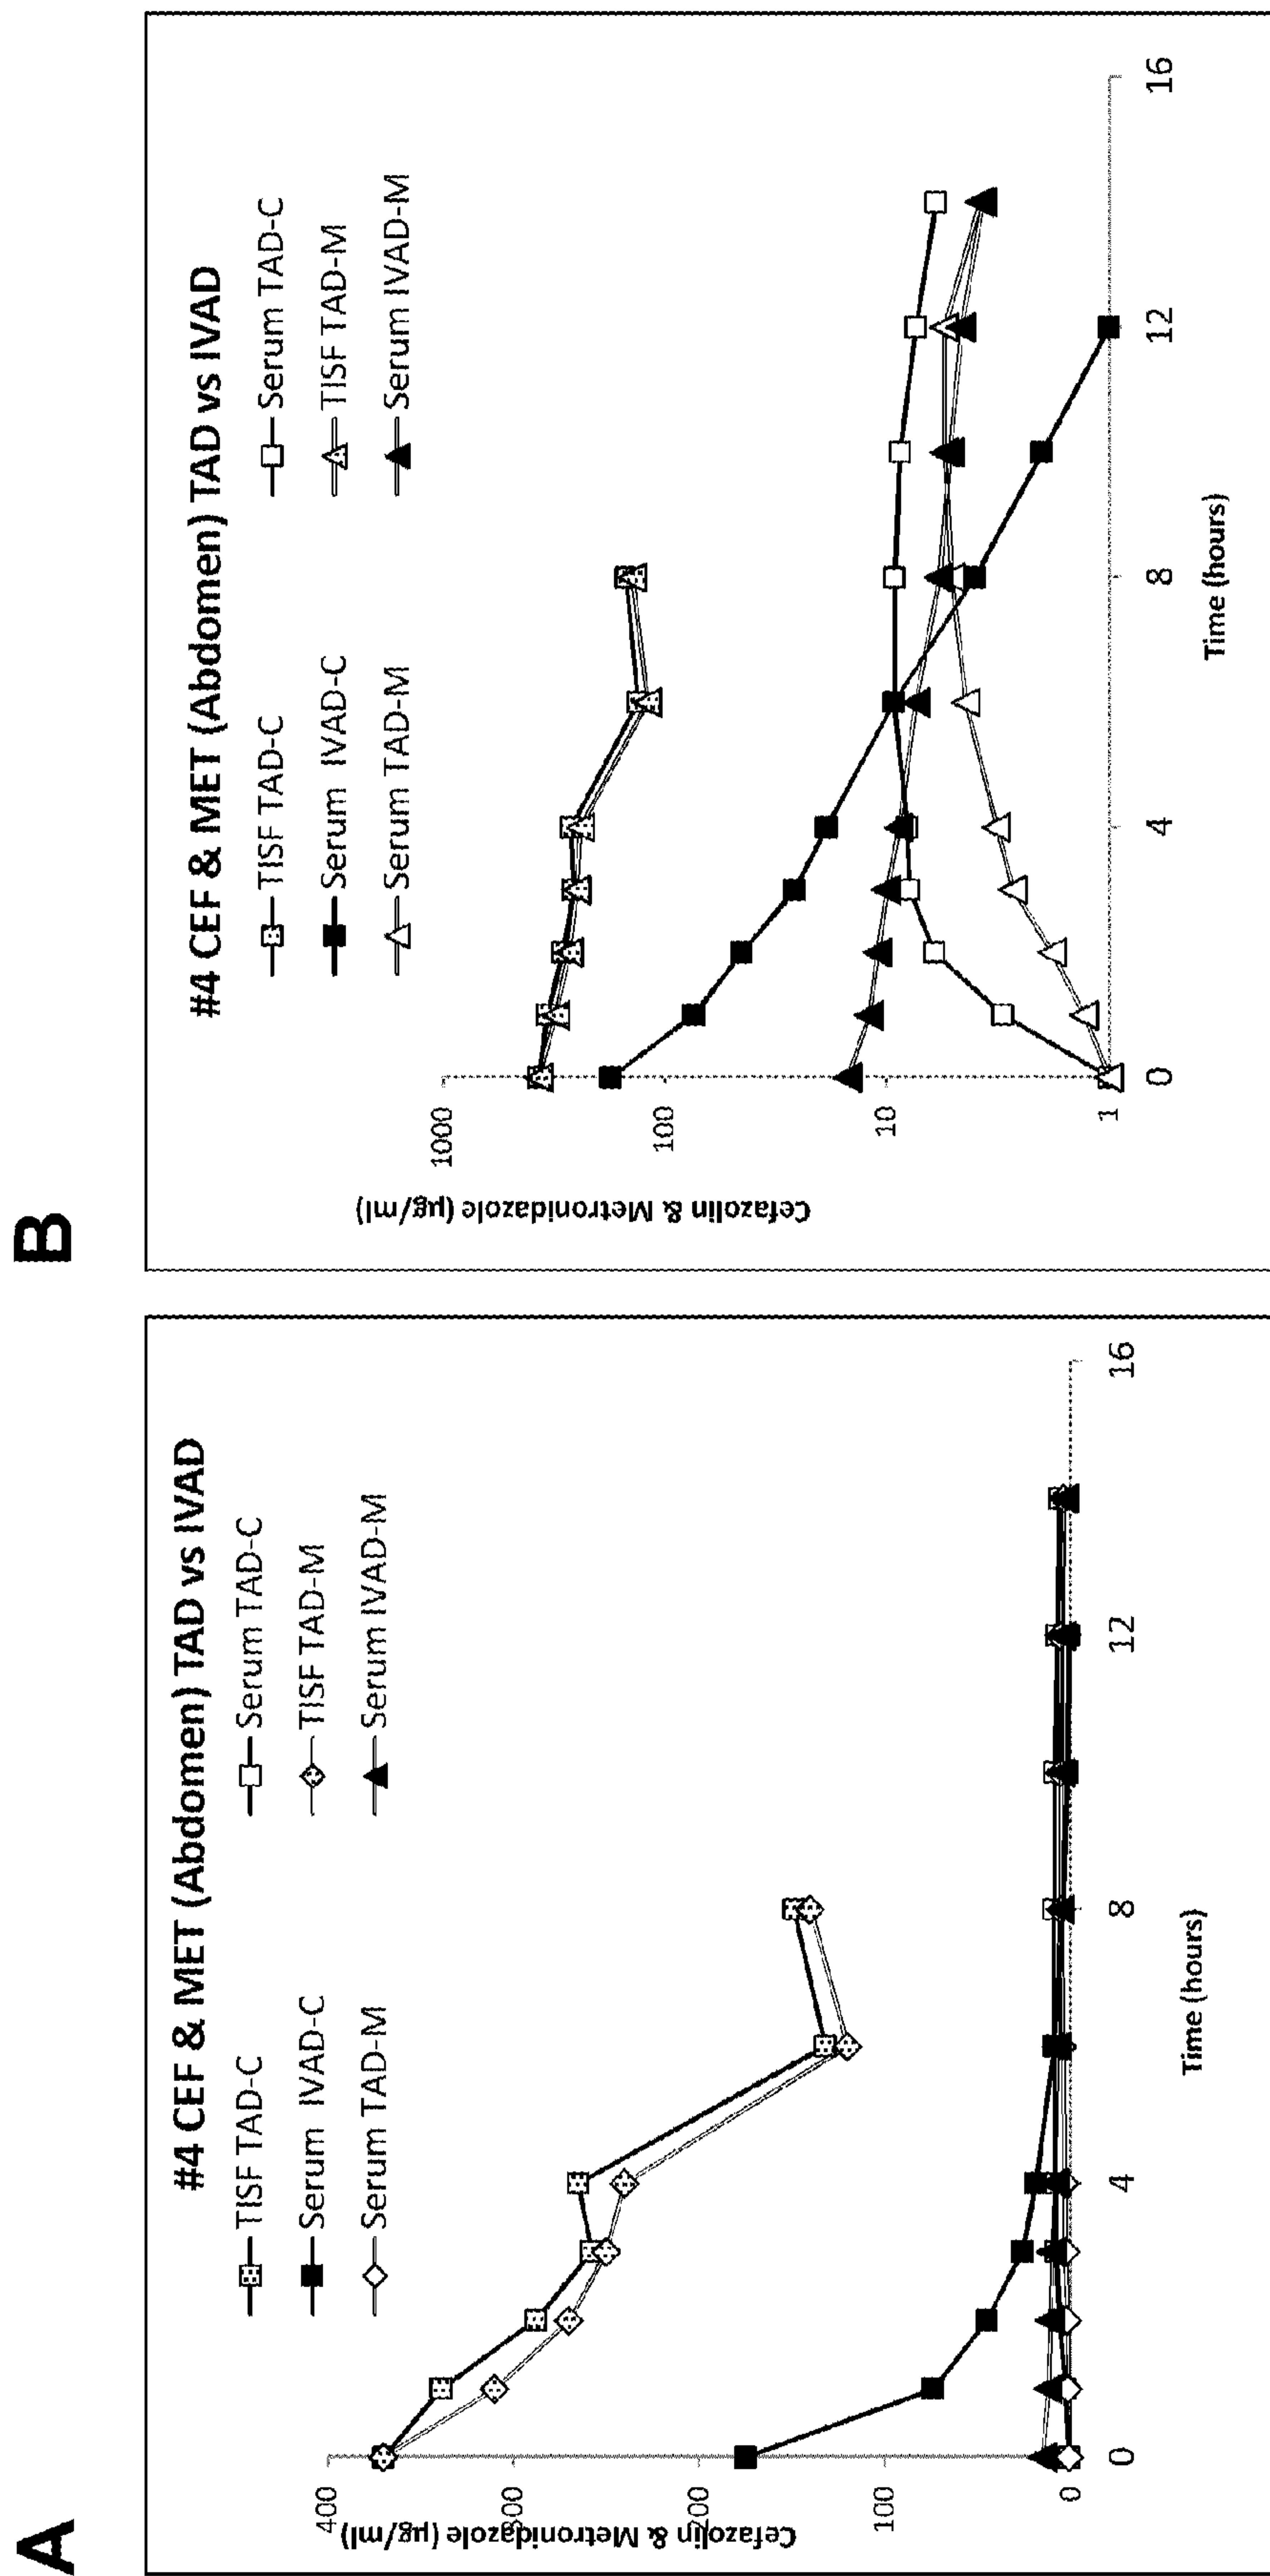 A
#4 CEF & MET (Abdomen) TAD vs IVAD
TISF TAD-C
Serum TAD-C
Serum IVAD-C
TISF TAD-M
Serum TAD-M
Serum IVAD-M
Cefazolin & Metronidazole (µg/ml)
400
300
200
100
0
0
4
8
12
16
Time (hours)
B
#4 CEF & MET (Abdomen) TAD vs IVAD
TISF TAD-C
Serum TAD-C
Serum IVAD-C
TISF TAD-M
Serum TAD-M
Serum IVAD-M
Cefazolin & Metronidazole (µg/ml)
1000
100
10
1
0
4
8
12
16
Time (hours)